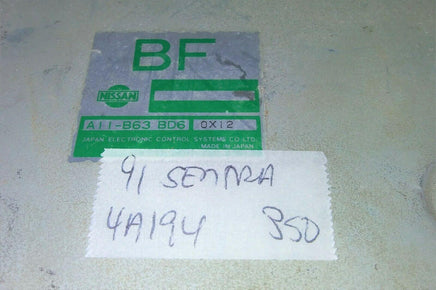 BF
NISSAN
A11-B63 BD6 0X12
JAPAN ELECTRONIC CONTROL SYSTEMS CO.LTD.
MADE IN JAPAN
91 SENTRA
4A194 350